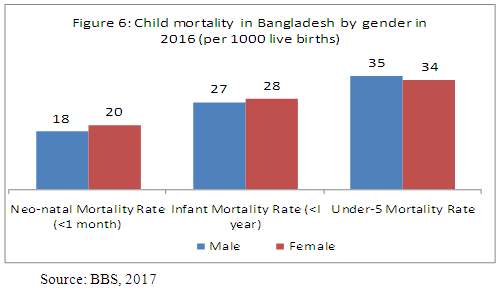 Figure 6: Child mortality in Bangladesh by gender in
2016 (per 1000 live births)
18
20
27
28
35
34
Neo-natal Mortality Rate
(<1 month)
Infant Mortality Rate (<I
year)
Under-5 Mortality Rate
Male
Female
Source: BBS, 2017